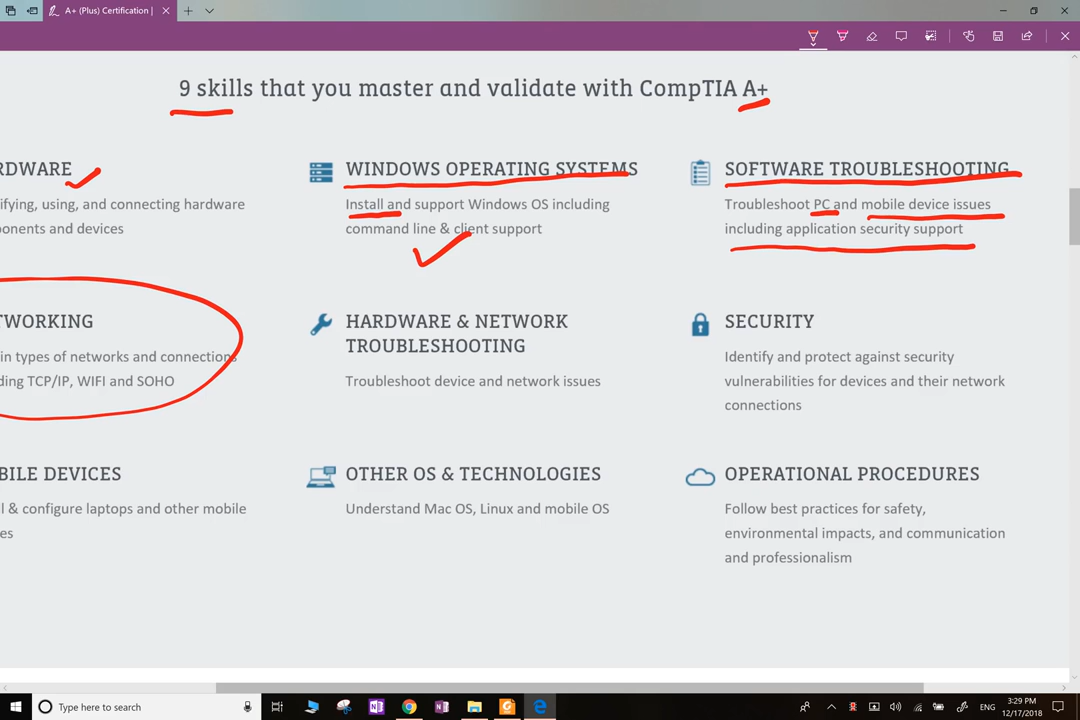 A+ (Plus) Certification |
9 skills that you master and validate with CompTIA A+
RDWARE
ifying, using, and connecting hardware
ponents and devices
WINDOWS OPERATING SYSTEMS
Install and support Windows OS including
command line & client support
SOFTWARE TROUBLESHOOTING
Troubleshoot PC and mobile device issues
including application security support
TWORKING
in types of networks and connections
ding TCP/IP, WIFI and SOHO
HARDWARE & NETWORK
TROUBLESHOOTING
Troubleshoot device and network issues
SECURITY
Identify and protect against security
vulnerabilities for devices and their network
connections
BILE DEVICES
l & configure laptops and other mobile
es
OTHER OS & TECHNOLOGIES
Understand Mac OS, Linux and mobile OS
OPERATIONAL PROCEDURES
Follow best practices for safety,
environmental impacts, and communication
and professionalism
Type here to search
ENG
3:29 PM
12/17/2018